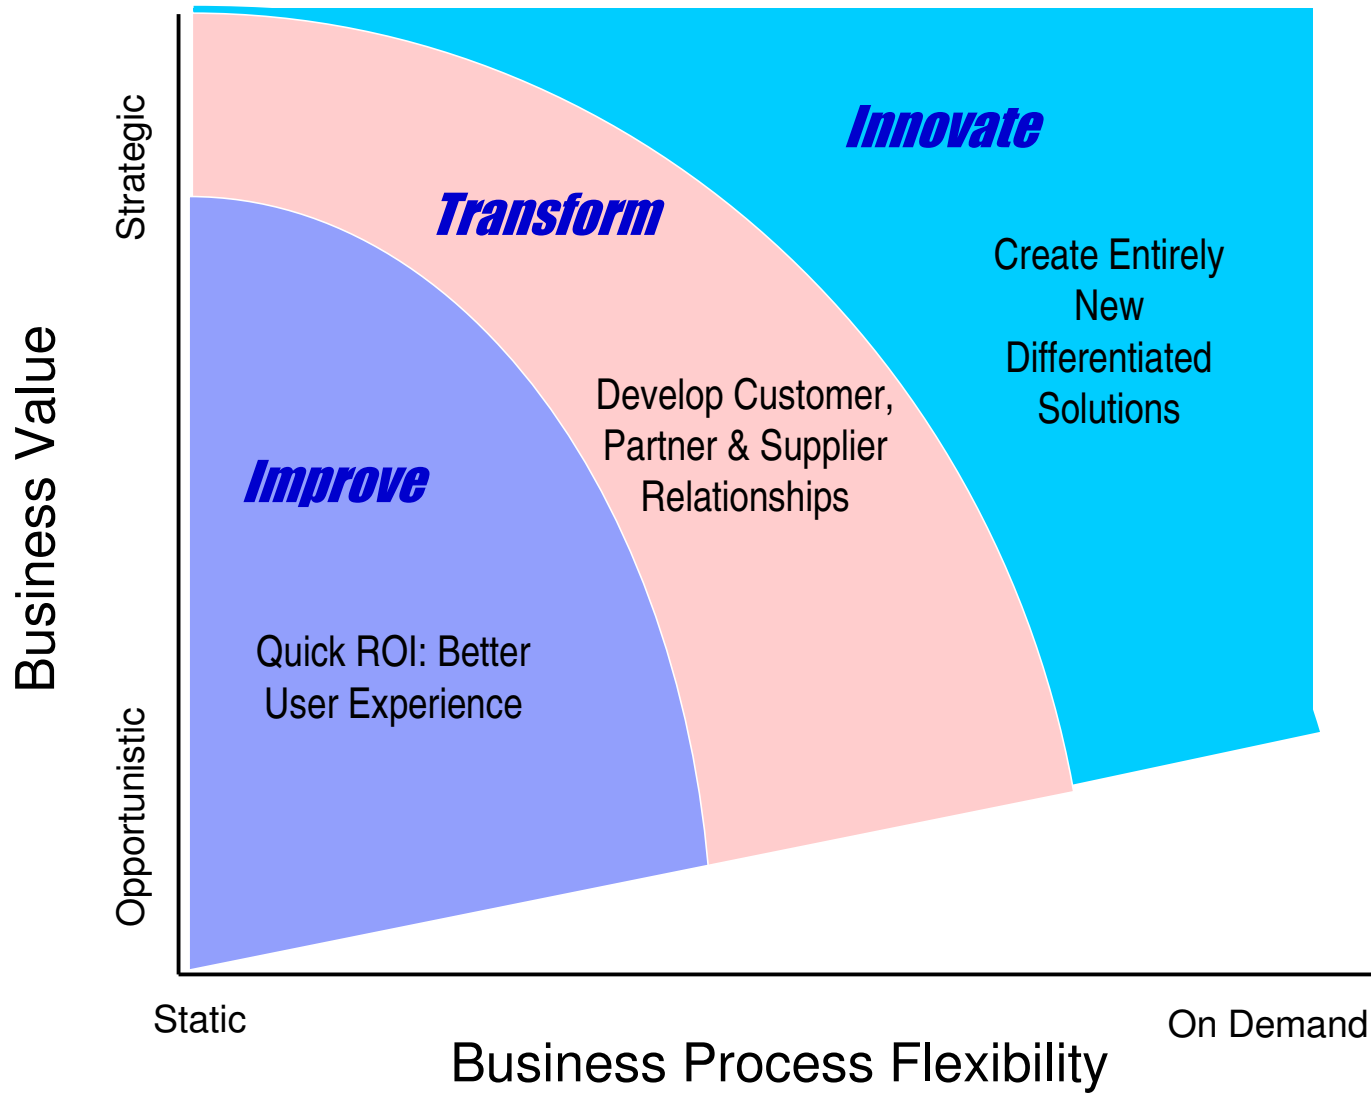 Innovate
Strategic
Transform
Create Entirely
New
Differentiated
Solutions
Business Value
Develop Customer,
Partner & Supplier
Relationships
Improve
Quick ROI: Better
User Experience
Opportunistic
Static
On Demand
Business Process Flexibility